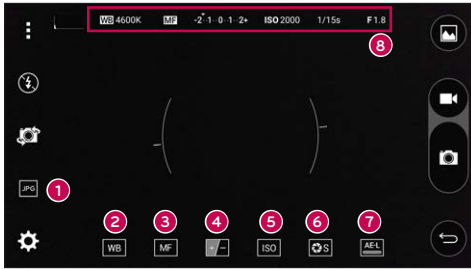 WB 4600K MF -2·1·0·1·2+ ISO 2000 1/15s F1.8
8
JPG 1
2 3 4 5 6 7
WB MF +/- ISO S AE-L